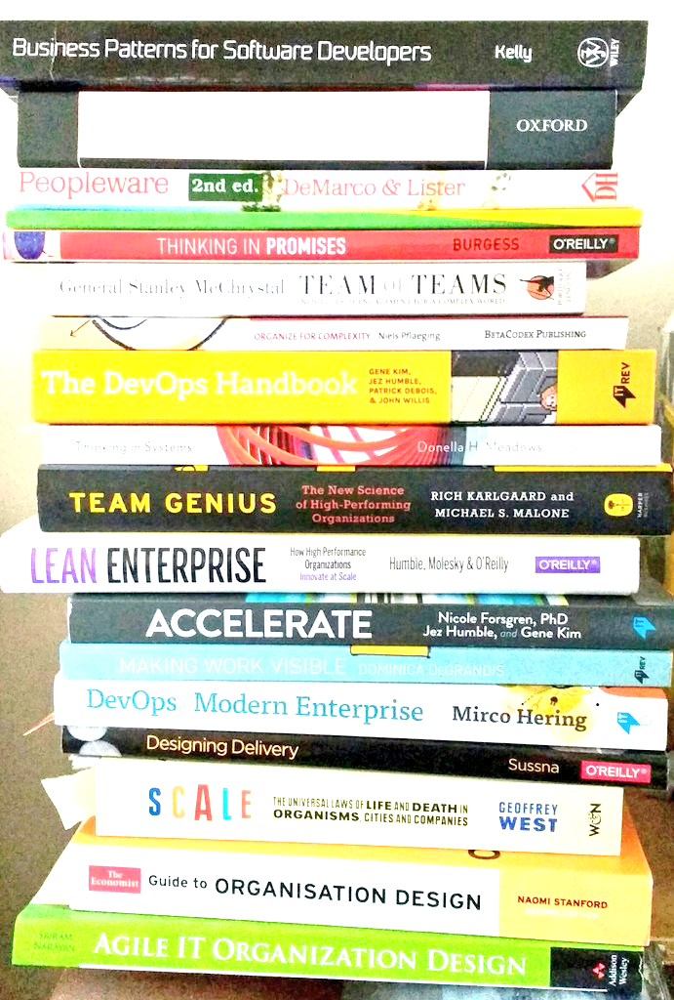 Business Patterns for Software Developers Kelly WILEY
OXFORD
Peopleware 2nd ed. DeMarco & Lister DH
THINKING IN PROMISES BURGESS O'REILLY®
General Stanley McChrystal TEAM OF TEAMS
ORGANIZE FOR COMPLEXITY Niels Pflaeging BETACODEX PUBLISHING
The DevOps Handbook
GENE KIM,
JEZ HUMBLE,
PATRICK DEBOIS,
& JOHN WILLIS
IT REV
Thinking in Systems Donella H. Meadows
TEAM GENIUS
The New Science
of High-Performing
Organizations
RICH KARLGAARD and
MICHAEL S. MALONE
HARPER
LEAN ENTERPRISE
How High Performance
Organizations
Innovate at Scale
Humble, Molesky & O'Reilly O'REILLY®
ACCELERATE
Nicole Forsgren, PhD
Jez Humble, and Gene Kim
IT
MAKING WORK VISIBLE DOMINICA DEGRANDIS IT REV
DevOps Modern Enterprise Mirco Hering IT
Designing Delivery Sussna O'REILLY®
SCALE
THE UNIVERSAL LAWS OF LIFE AND DEATH IN
ORGANISMS, CITIES AND COMPANIES
GEOFFREY
WEST
W&N
The
Economist
Guide to ORGANISATION DESIGN NAOMI STANFORD
SRIRAM
NARAYAN
AGILE IT ORGANIZATION DESIGN
Addison
Wesley